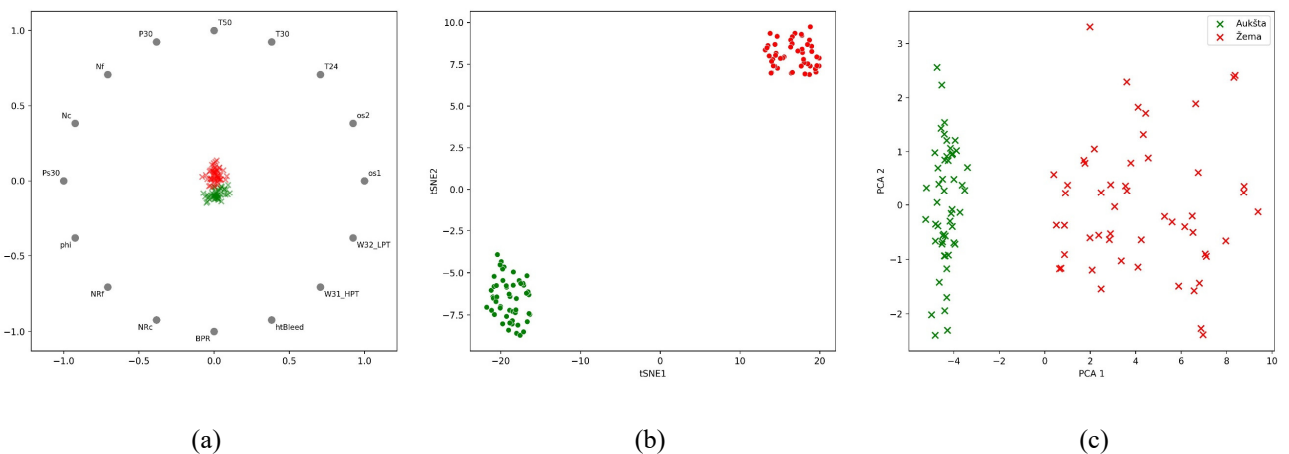 T50
P30
T30
Nf
T24
Nc
os2
Ps30
os1
phi
W32_LPT
NRf
W31_HPT
NRc
htBleed
BPR
1.0
0.5
0.0
−0.5
−1.0
−1.0 −0.5 0.0 0.5 1.0
(a)
tSNE2
10.0
7.5
5.0
2.5
0.0
−2.5
−5.0
−7.5
−20 −10 0 10 20
tSNE1
(b)
Aukšta
Žema
PCA 2
3
2
1
0
−1
−2
−4 −2 0 2 4 6 8 10
PCA 1
(c)